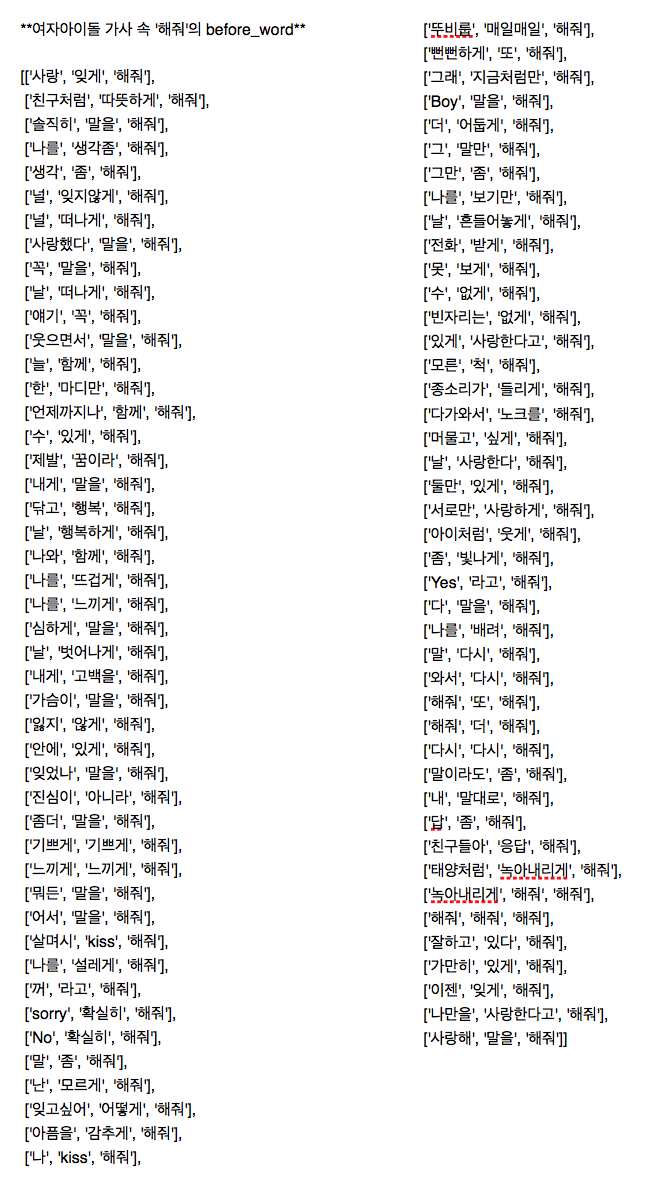 **여자아이돌 가사 속 '해줘'의 before_word**
[['사랑', '잊게', '해줘'],
['친구처럼', '따뜻하게', '해줘'],
['솔직히', '말을', '해줘'],
['나를', '생각좀', '해줘'],
['생각', '좀', '해줘'],
['널', '잊지않게', '해줘'],
['널', '떠나게', '해줘'],
['사랑했다', '말을', '해줘'],
['꼭', '말을', '해줘'],
['날', '떠나게', '해줘'],
['얘기', '꼭', '해줘'],
['웃으면서', '말을', '해줘'],
['늘', '함께', '해줘'],
['한', '마디만', '해줘'],
['언제까지나', '함께', '해줘'],
['수', '있게', '해줘'],
['제발', '꿈이라', '해줘'],
['내게', '말을', '해줘'],
['닦고', '행복', '해줘'],
['날', '행복하게', '해줘'],
['나와', '함께', '해줘'],
['나를', '뜨겁게', '해줘'],
['나를', '느끼게', '해줘'],
['심하게', '말을', '해줘'],
['날', '벗어나게', '해줘'],
['내게', '고백을', '해줘'],
['가슴이', '말을', '해줘'],
['잃지', '않게', '해줘'],
['안에', '있게', '해줘'],
['잊었나', '말을', '해줘'],
['진심이', '아니라', '해줘'],
['좀더', '말을', '해줘'],
['기쁘게', '기쁘게', '해줘'],
['느끼게', '느끼게', '해줘'],
['뭐든', '말을', '해줘'],
['어서', '말을', '해줘'],
['살며시', 'kiss', '해줘'],
['나를', '설레게', '해줘'],
['꺼', '라고', '해줘'],
['sorry', '확실히', '해줘'],
['No', '확실히', '해줘'],
['말', '좀', '해줘'],
['난', '모르게', '해줘'],
['잊고싶어', '어떻게', '해줘'],
['아픔을', '감추게', '해줘'],
['나', 'kiss', '해줘'],
['뚜비룹', '매일매일', '해줘'],
['뻔뻔하게', '또', '해줘'],
['그래', '지금처럼만', '해줘'],
['Boy', '말을', '해줘'],
['더', '어둡게', '해줘'],
['그', '말만', '해줘'],
['그만', '좀', '해줘'],
['나를', '보기만', '해줘'],
['날', '흔들어놓게', '해줘'],
['전화', '받게', '해줘'],
['못', '보게', '해줘'],
['수', '없게', '해줘'],
['빈자리는', '없게', '해줘'],
['있게', '사랑한다고', '해줘'],
['모른', '척', '해줘'],
['종소리가', '들리게', '해줘'],
['다가와서', '노크를', '해줘'],
['머물고', '싶게', '해줘'],
['날', '사랑한다', '해줘'],
['둘만', '있게', '해줘'],
['서로만', '사랑하게', '해줘'],
['아이처럼', '웃게', '해줘'],
['좀', '빛나게', '해줘'],
['Yes', '라고', '해줘'],
['다', '말을', '해줘'],
['나를', '배려', '해줘'],
['말', '다시', '해줘'],
['와서', '다시', '해줘'],
['해줘', '또', '해줘'],
['해줘', '더', '해줘'],
['다시', '다시', '해줘'],
['말이라도', '좀', '해줘'],
['내', '말대로', '해줘'],
['답', '좀', '해줘'],
['친구들아', '응답', '해줘'],
['태양처럼', '녹아내리게', '해줘'],
['녹아내리게', '해줘', '해줘'],
['해줘', '해줘', '해줘'],
['잘하고', '있다', '해줘'],
['가만히', '있게', '해줘'],
['이젠', '잊게', '해줘'],
['나만을', '사랑한다고', '해줘'],
['사랑해', '말을', '해줘']]